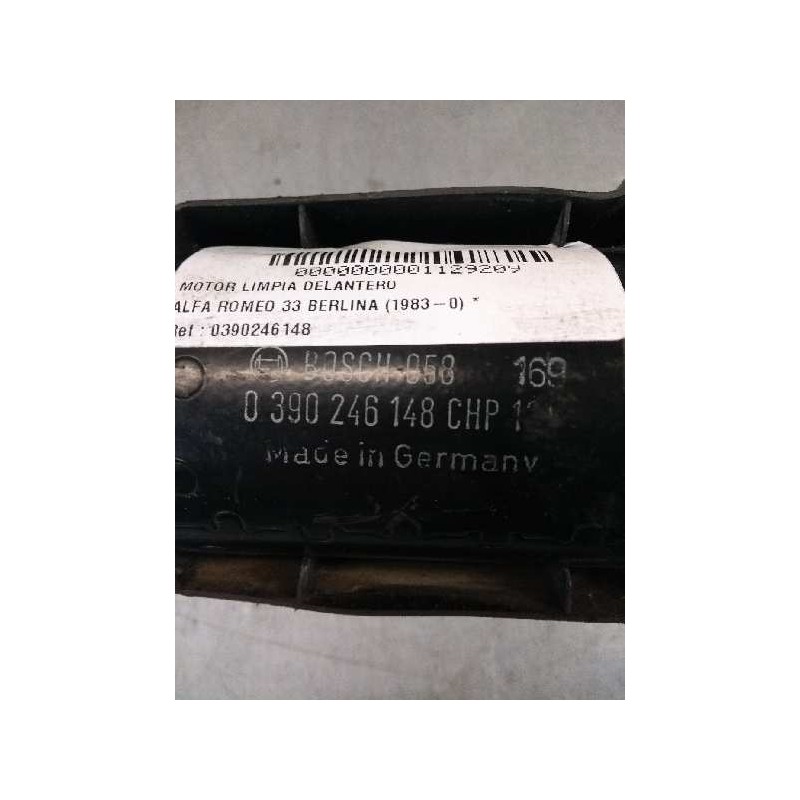 0000000001129209
MOTOR LIMPIA DELANTERO
ALFA ROMEO 33 BERLINA (1983-0) *
Ref : 0390246148
BOSCH 058 169
0 390 246 148 CHP
Made in Germany